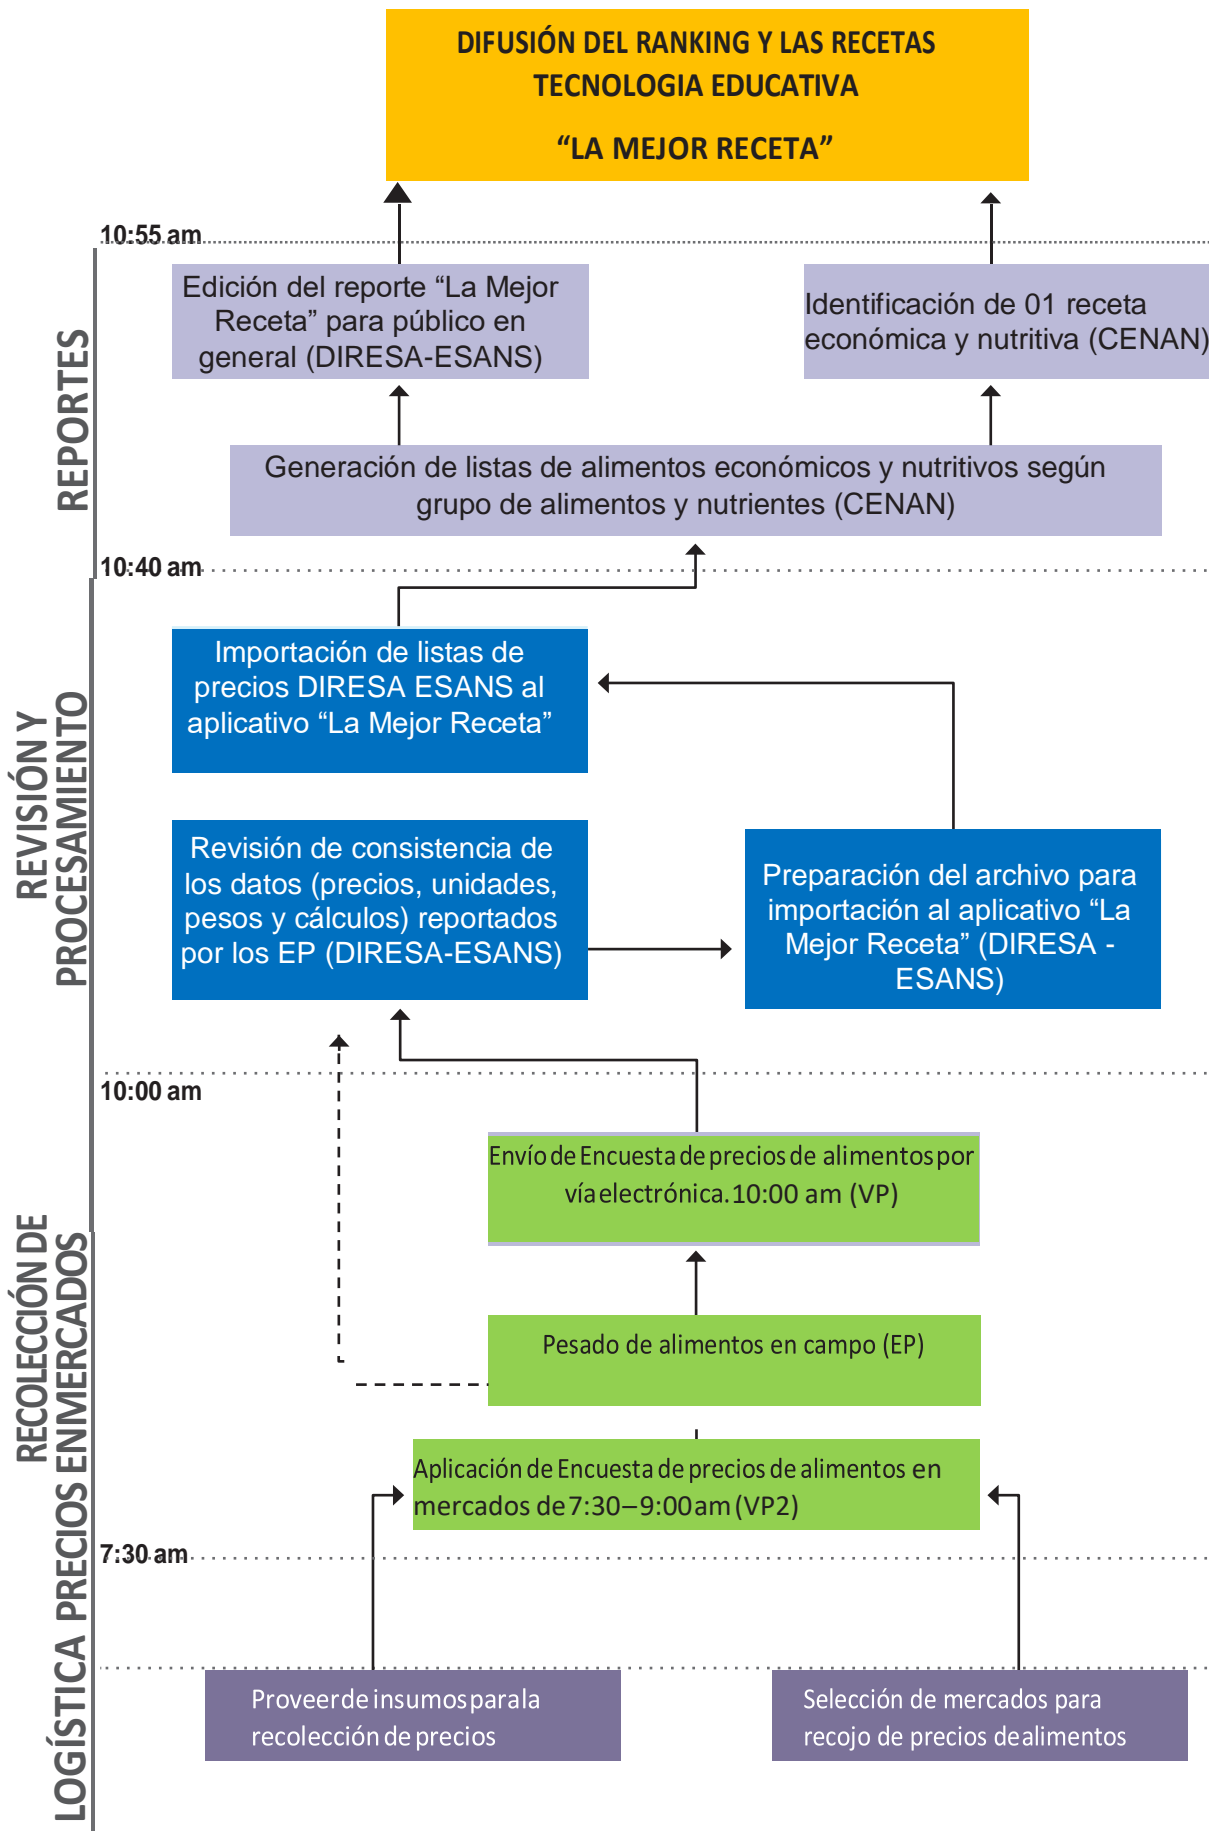 DIFUSIÓN DEL RANKING Y LAS RECETAS
TECNOLOGIA EDUCATIVA
“LA MEJOR RECETA”
10:55 am
REPORTES
Edición del reporte “La Mejor
Receta” para público en
general (DIRESA-ESANS)
Identificación de 01 receta
económica y nutritiva (CENAN)
Generación de listas de alimentos económicos y nutritivos según
grupo de alimentos y nutrientes (CENAN)
10:40 am
REVISIÓN Y
PROCESAMIENTO
Importación de listas de
precios DIRESA ESANS al
aplicativo “La Mejor Receta”
Revisión de consistencia de
los datos (precios, unidades,
pesos y cálculos) reportados
por los EP (DIRESA-ESANS)
Preparación del archivo para
importación al aplicativo “La
Mejor Receta” (DIRESA -
ESANS)
10:00 am
RECOLECCIÓN DE
PRECIOS EN MERCADOS
Envío de Encuesta de precios de alimentos por
vía electrónica. 10:00 am (VP)
Pesado de alimentos en campo (EP)
Aplicación de Encuesta de precios de alimentos en
mercados de 7:30 – 9:00 am (VP2)
7:30 am
LOGÍSTICA
Proveer de insumos para la
recolección de precios
Selección de mercados para
recojo de precios de alimentos